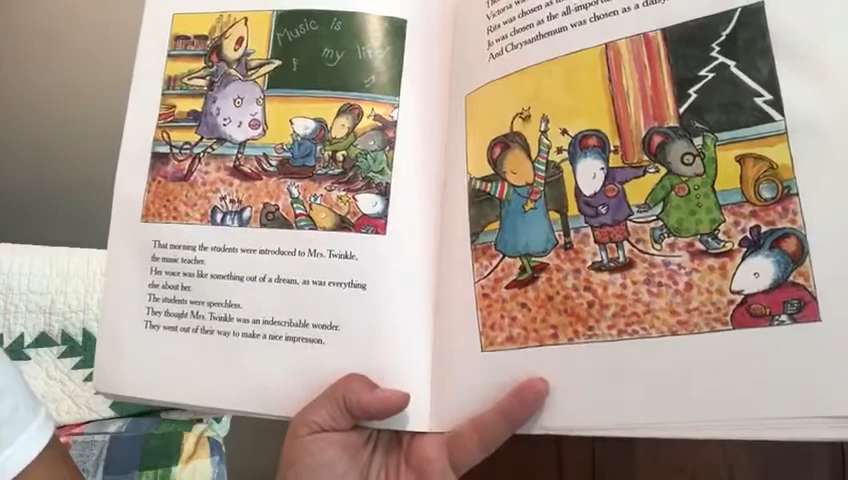 Music is
my life!
That morning the students were introduced to Mrs. Twinkle,
the music teacher.
Her voice was like something out of a dream, as was everything
else about her.
The students were speechless.
They thought Mrs. Twinkle was an indescribable wonder.
They went out of their way to make a nice impression.
Victoria
Rita was chosen as
Jo was chosen as the all-important
And Chrysanthemum was chosen as a